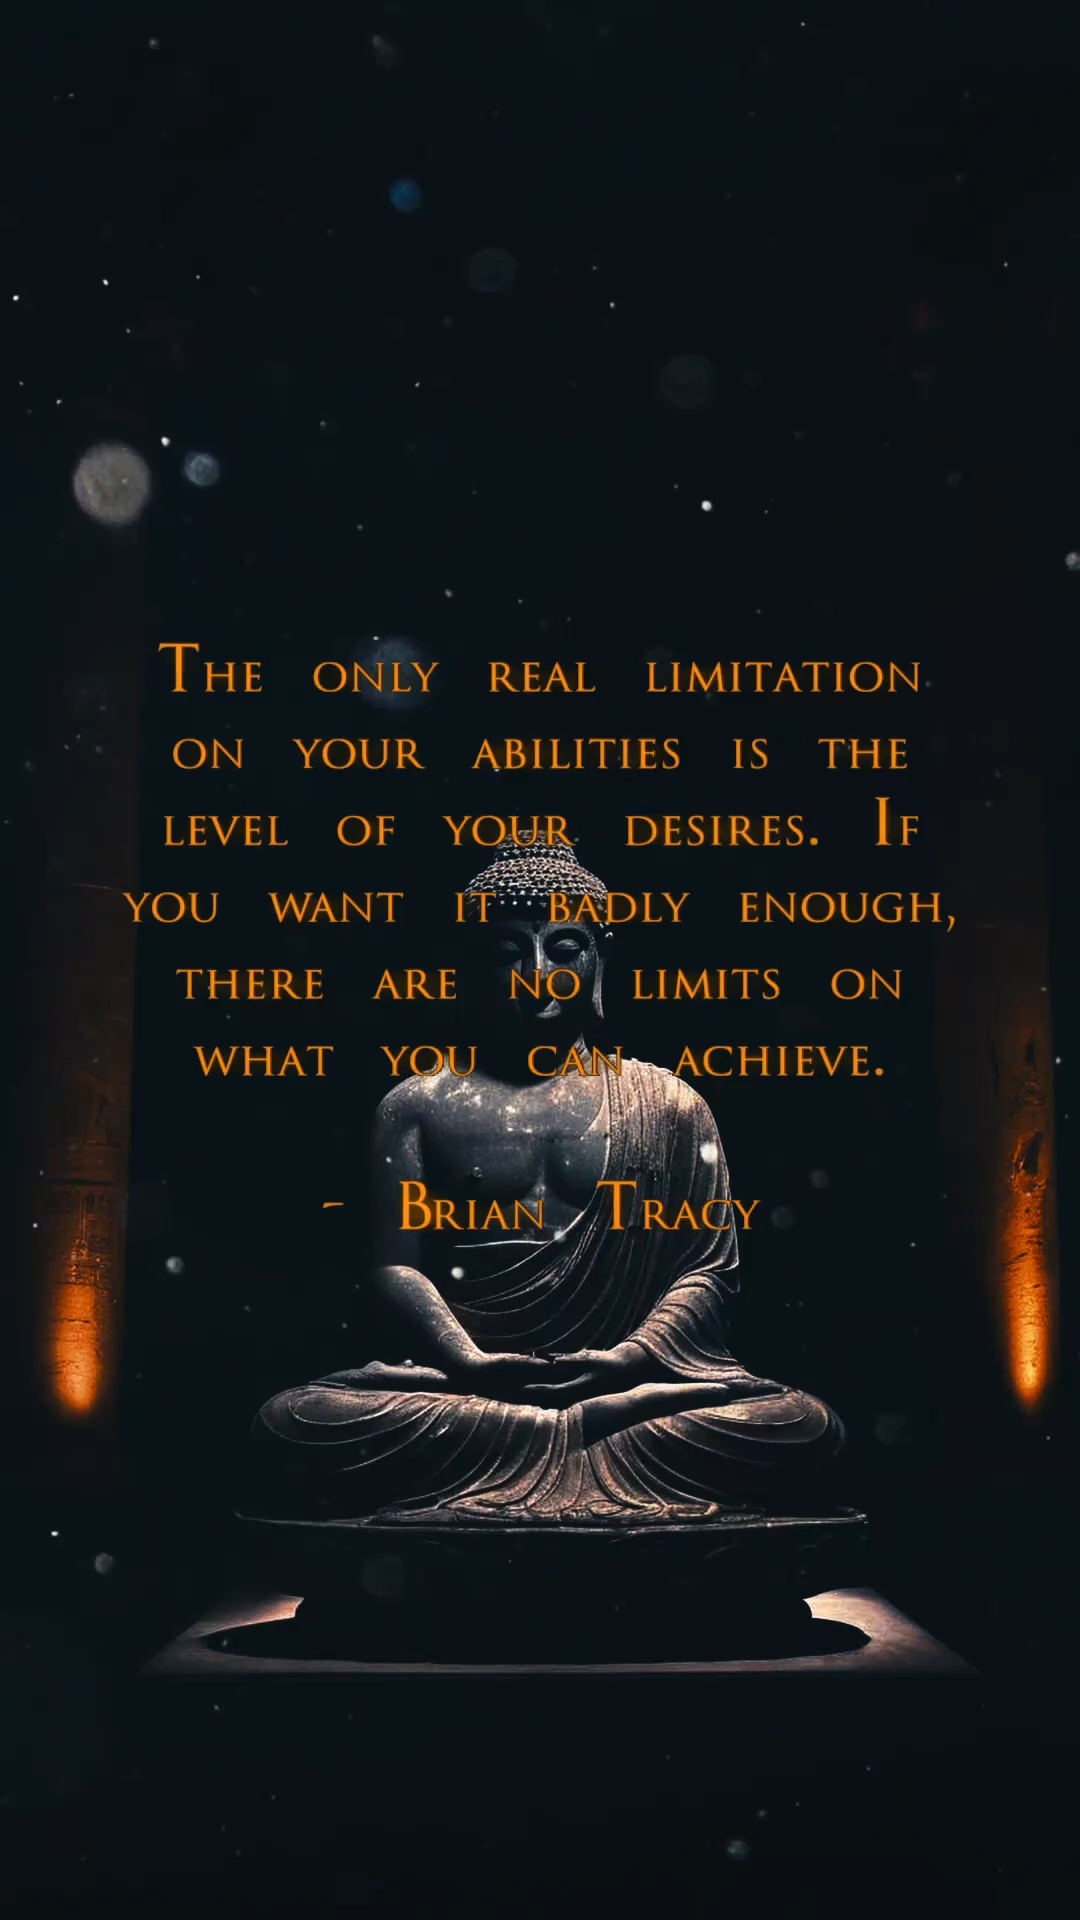 The only real limitation
on your abilities is the
level of your desires. If
you want it badly enough,
there are no limits on
what you can achieve.
- Brian Tracy